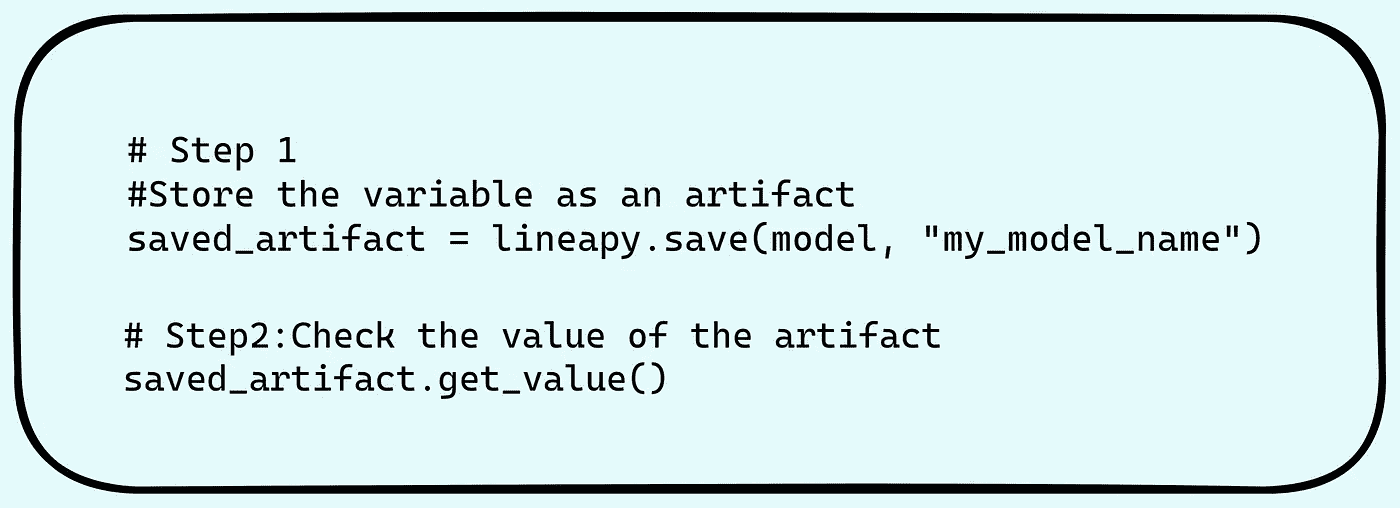 # Step 1
#Store the variable as an artifact
saved_artifact = lineapy.save(model, "my_model_name")
# Step2:Check the value of the artifact
saved_artifact.get_value()